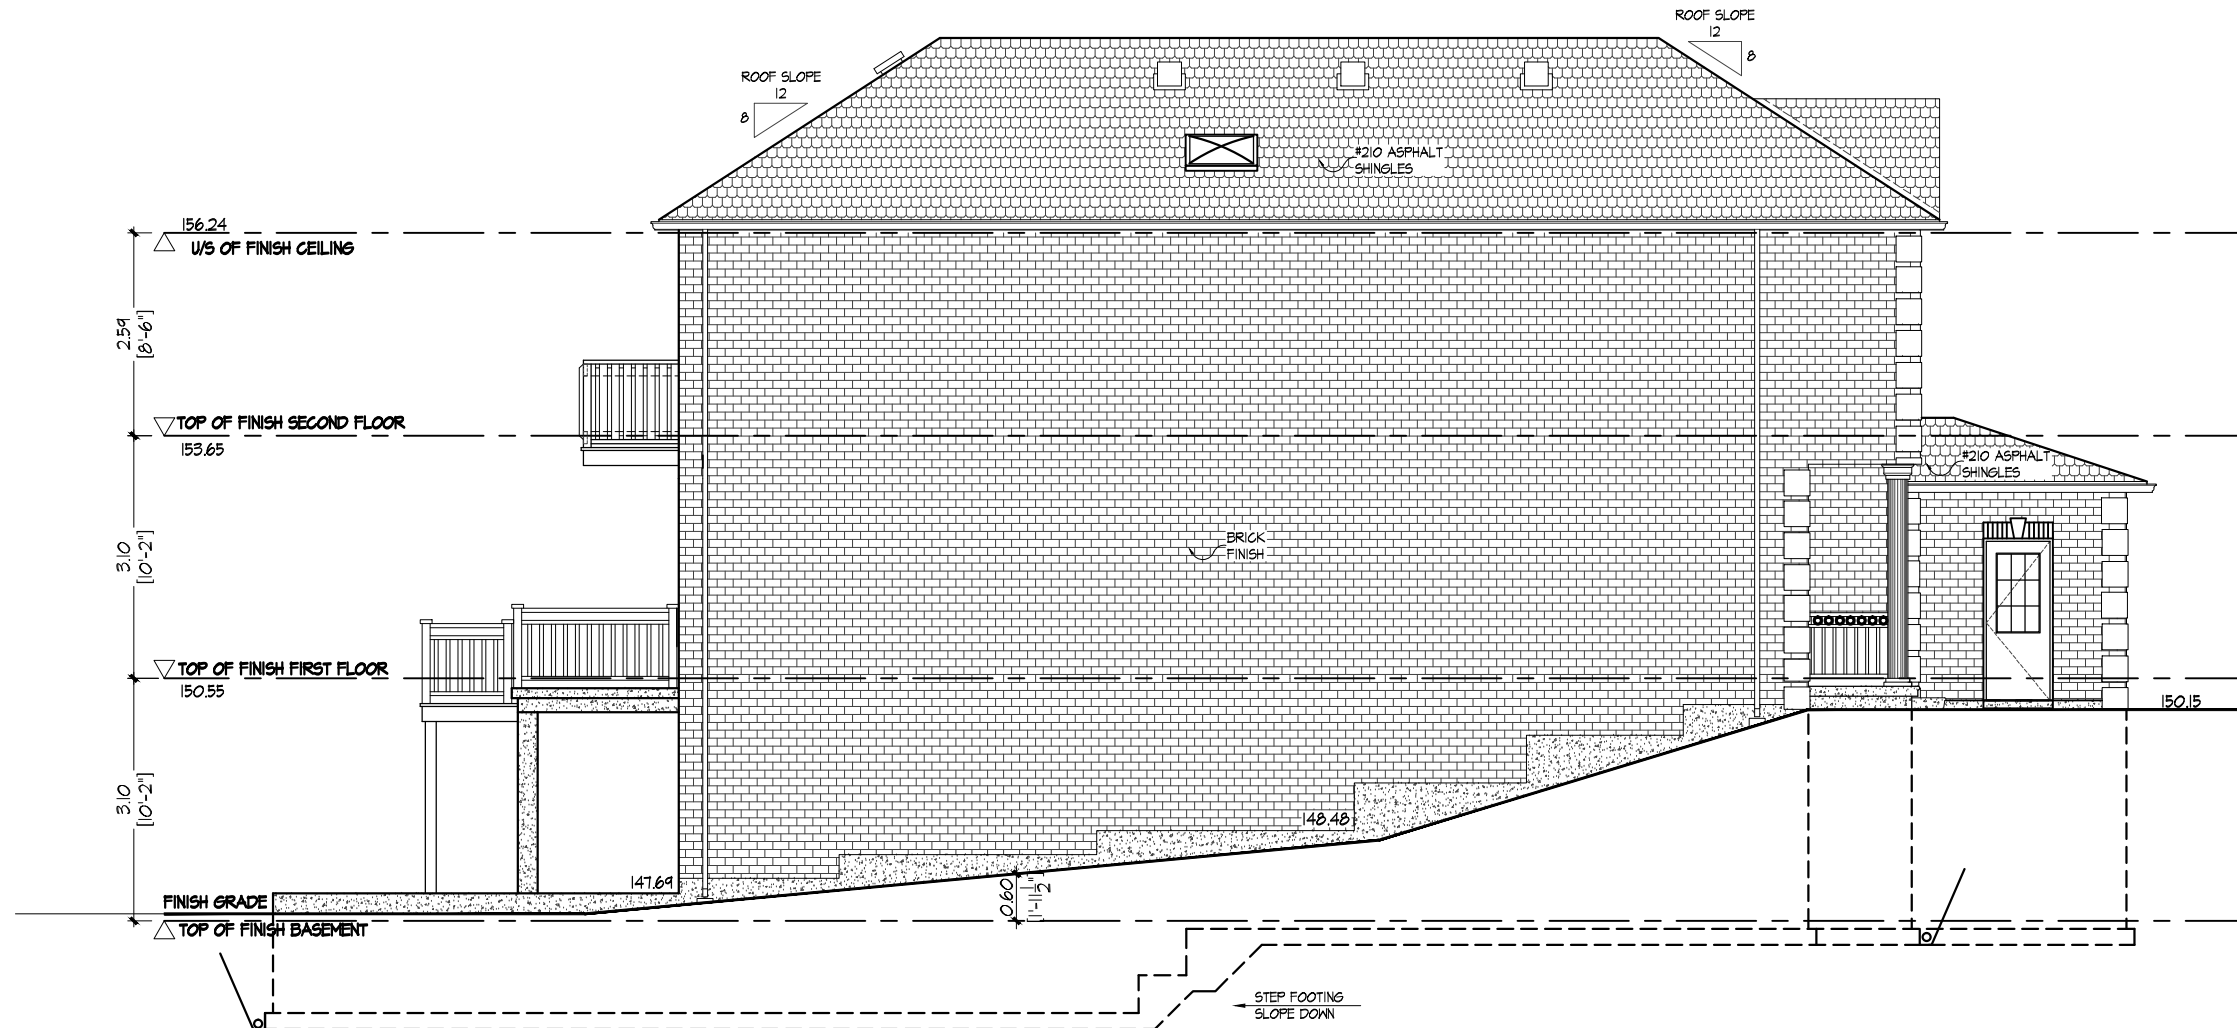 ROOF SLOPE
12
8
ROOF SLOPE
12
8
#210 ASPHALT
SHINGLES
156.24
U/S OF FINISH CEILING
2.59
[8'-6"]
TOP OF FINISH SECOND FLOOR
153.65
#210 ASPHALT
SHINGLES
3.10
[10'-2"]
BRICK
FINISH
TOP OF FINISH FIRST FLOOR
150.55
150.15
3.10
[10'-2"]
148.48
147.69
FINISH GRADE
0.60
[1'-11 1/2"]
TOP OF FINISH BASEMENT
STEP FOOTING
SLOPE DOWN